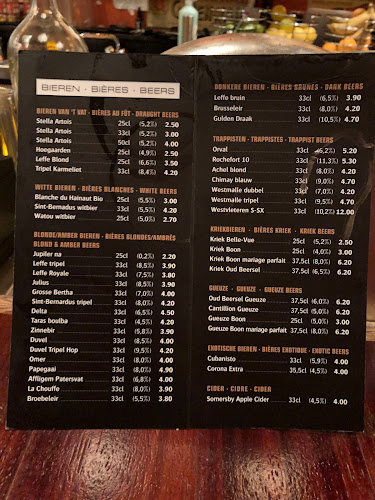 BIEREN · BIÈRES · BEERS
BIEREN VAN 'T VAT · BIÈRES AU FÛT · DRAUGHT BEERS
Stella Artois 25cl (5,2%) 2.50
Stella Artois 33cl (5,2%) 3.00
Stella Artois 50cl (5,2%) 4.00
Hoegaarden 25cl (4,9%) 2.50
Leffe Blond 25cl (6,6%) 3.50
Tripel Karmeliet 33cl (8,4%) 4.20
WITTE BIEREN · BIÈRES BLANCHES · WHITE BEERS
Blanche du Hainaut Bio 25cl (5,5%) 3.00
Sint-Bernadus witbier 33cl (5,5%) 4.20
Watou witbier 25cl (5,0%) 2.70
BLONDE/AMBER BIEREN · BIÈRES BLONDES/AMBRÉS
BLOND & AMBER BEERS
Jupiler na 25cl (0,2%) 2.20
Leffe tripel 33cl (8,5%) 3.90
Leffe Royale 33cl (7,5%) 3.80
Julius 33cl (8,5%) 3.90
Grosse Bertha 33cl (7,0%) 4.00
Sint-Bernardus tripel 33cl (8,0%) 4.20
Delta 33cl (6,5%) 4.50
Taras boulba 33cl (4,5%) 4.20
Zinnebir 33cl (5,8%) 3.90
Duvel 33cl (8,5%) 4.20
Duvel Tripel Hop 33cl (9,5%) 4.20
Omer 33cl (8,0%) 4.20
Papegaai 33cl (8,0%) 4.90
Affligem Patersvat 33cl (6,8%) 4.00
La Chouffe 33cl (8,0%) 3.90
Broebeleir 33cl (5,5%) 3.80
DONKERE BIEREN · BIÈRES BRUNES · DARK BEERS
Leffe bruin 33cl (6,5%) 3.90
Brusseleir 33cl (8,0%) 4.20
Gulden Draak 33cl (10,5%) 4.70
TRAPPISTEN · TRAPPISTES · TRAPPIST BEERS
Orval 33cl (6,2%) 5.20
Rochefort 10 33cl (11,3%) 5.30
Achel blond 33cl (8,0%) 4.20
Chimay blauw 33cl (9,0%) 4.70
Westmalle dubbel 33cl (7,0%) 4.20
Westmalle tripel 33cl (9,5%) 4.70
Westvleteren 5-SX 33cl (10,2%) 12.00
KRIEKBIEREN · BIÈRES KRIEK · KRIEK BEERS
Kriek Belle-Vue 25cl (5,2%) 2.50
Kriek Boon 25cl (4,0%) 3.00
Kriek Boon mariage parfait 37,5cl (8,0%) 6.20
Kriek Oud Beersel 37,5cl (6,5%) 6.20
GUEUZE · GUEUZE · GUEUZE
Oud Beersel Gueuze 37,5cl (6,0%) 6.20
Cantillion Gueuze 37,5cl (5,0%) 6.20
Gueuze Boon 25cl (5,0%) 3.00
Gueuze Boon mariage parfait 37,5cl (8,0%) 6.20
EXOTISCHE BIEREN · BIÈRES EXOTIQUE · EXOTIC BEERS
Cubanisto 33cl (5,9%) 4.00
Corona Extra 35,5cl (4,5%) 4.00
CIDER · CIDRE · CIDER
Somersby Apple Cider 33cl (4,5%) 4.00